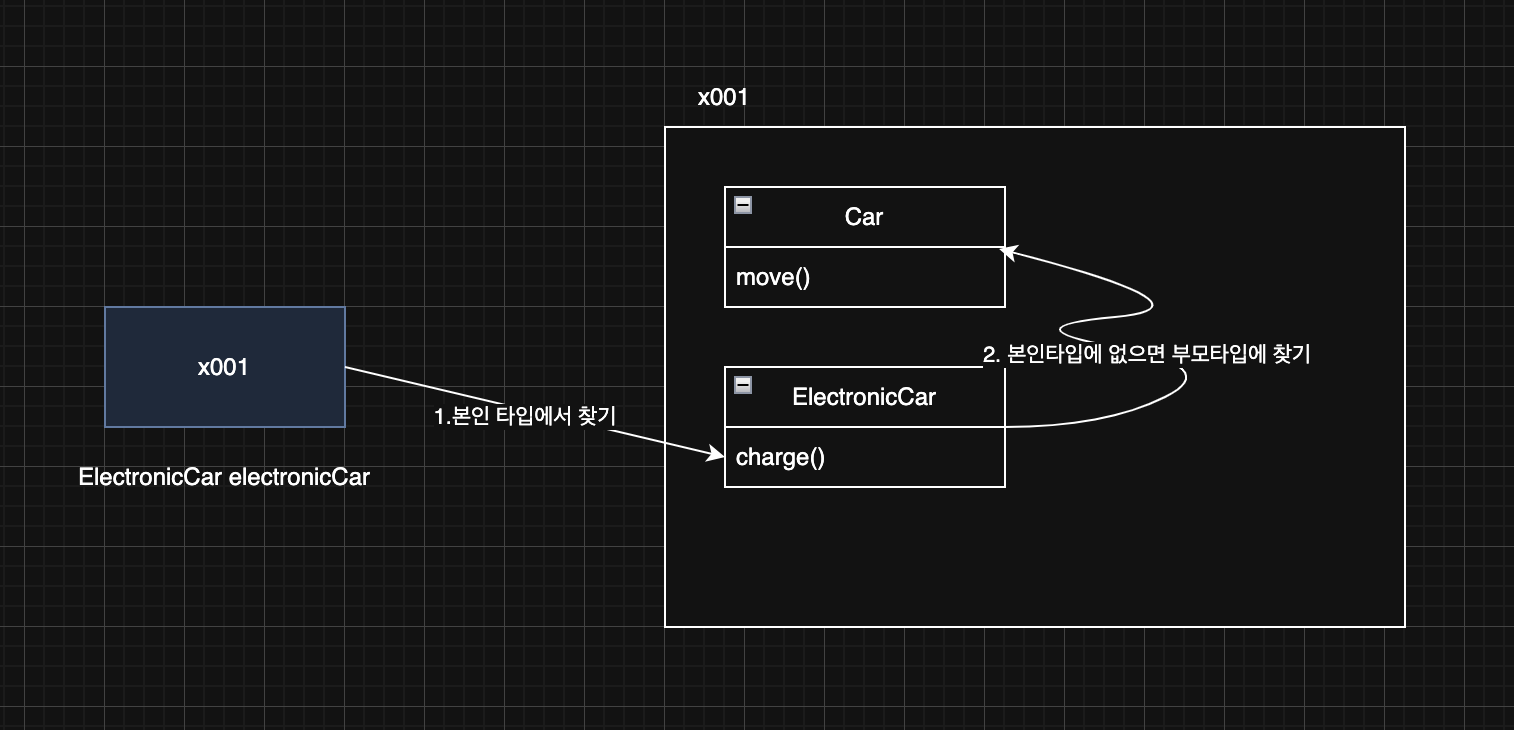 x001
Car
move()
x001
2. 본인타입에 없으면 부모타입에 찾기
ElectronicCar
1.본인 타입에서 찾기
charge()
ElectronicCar electronicCar